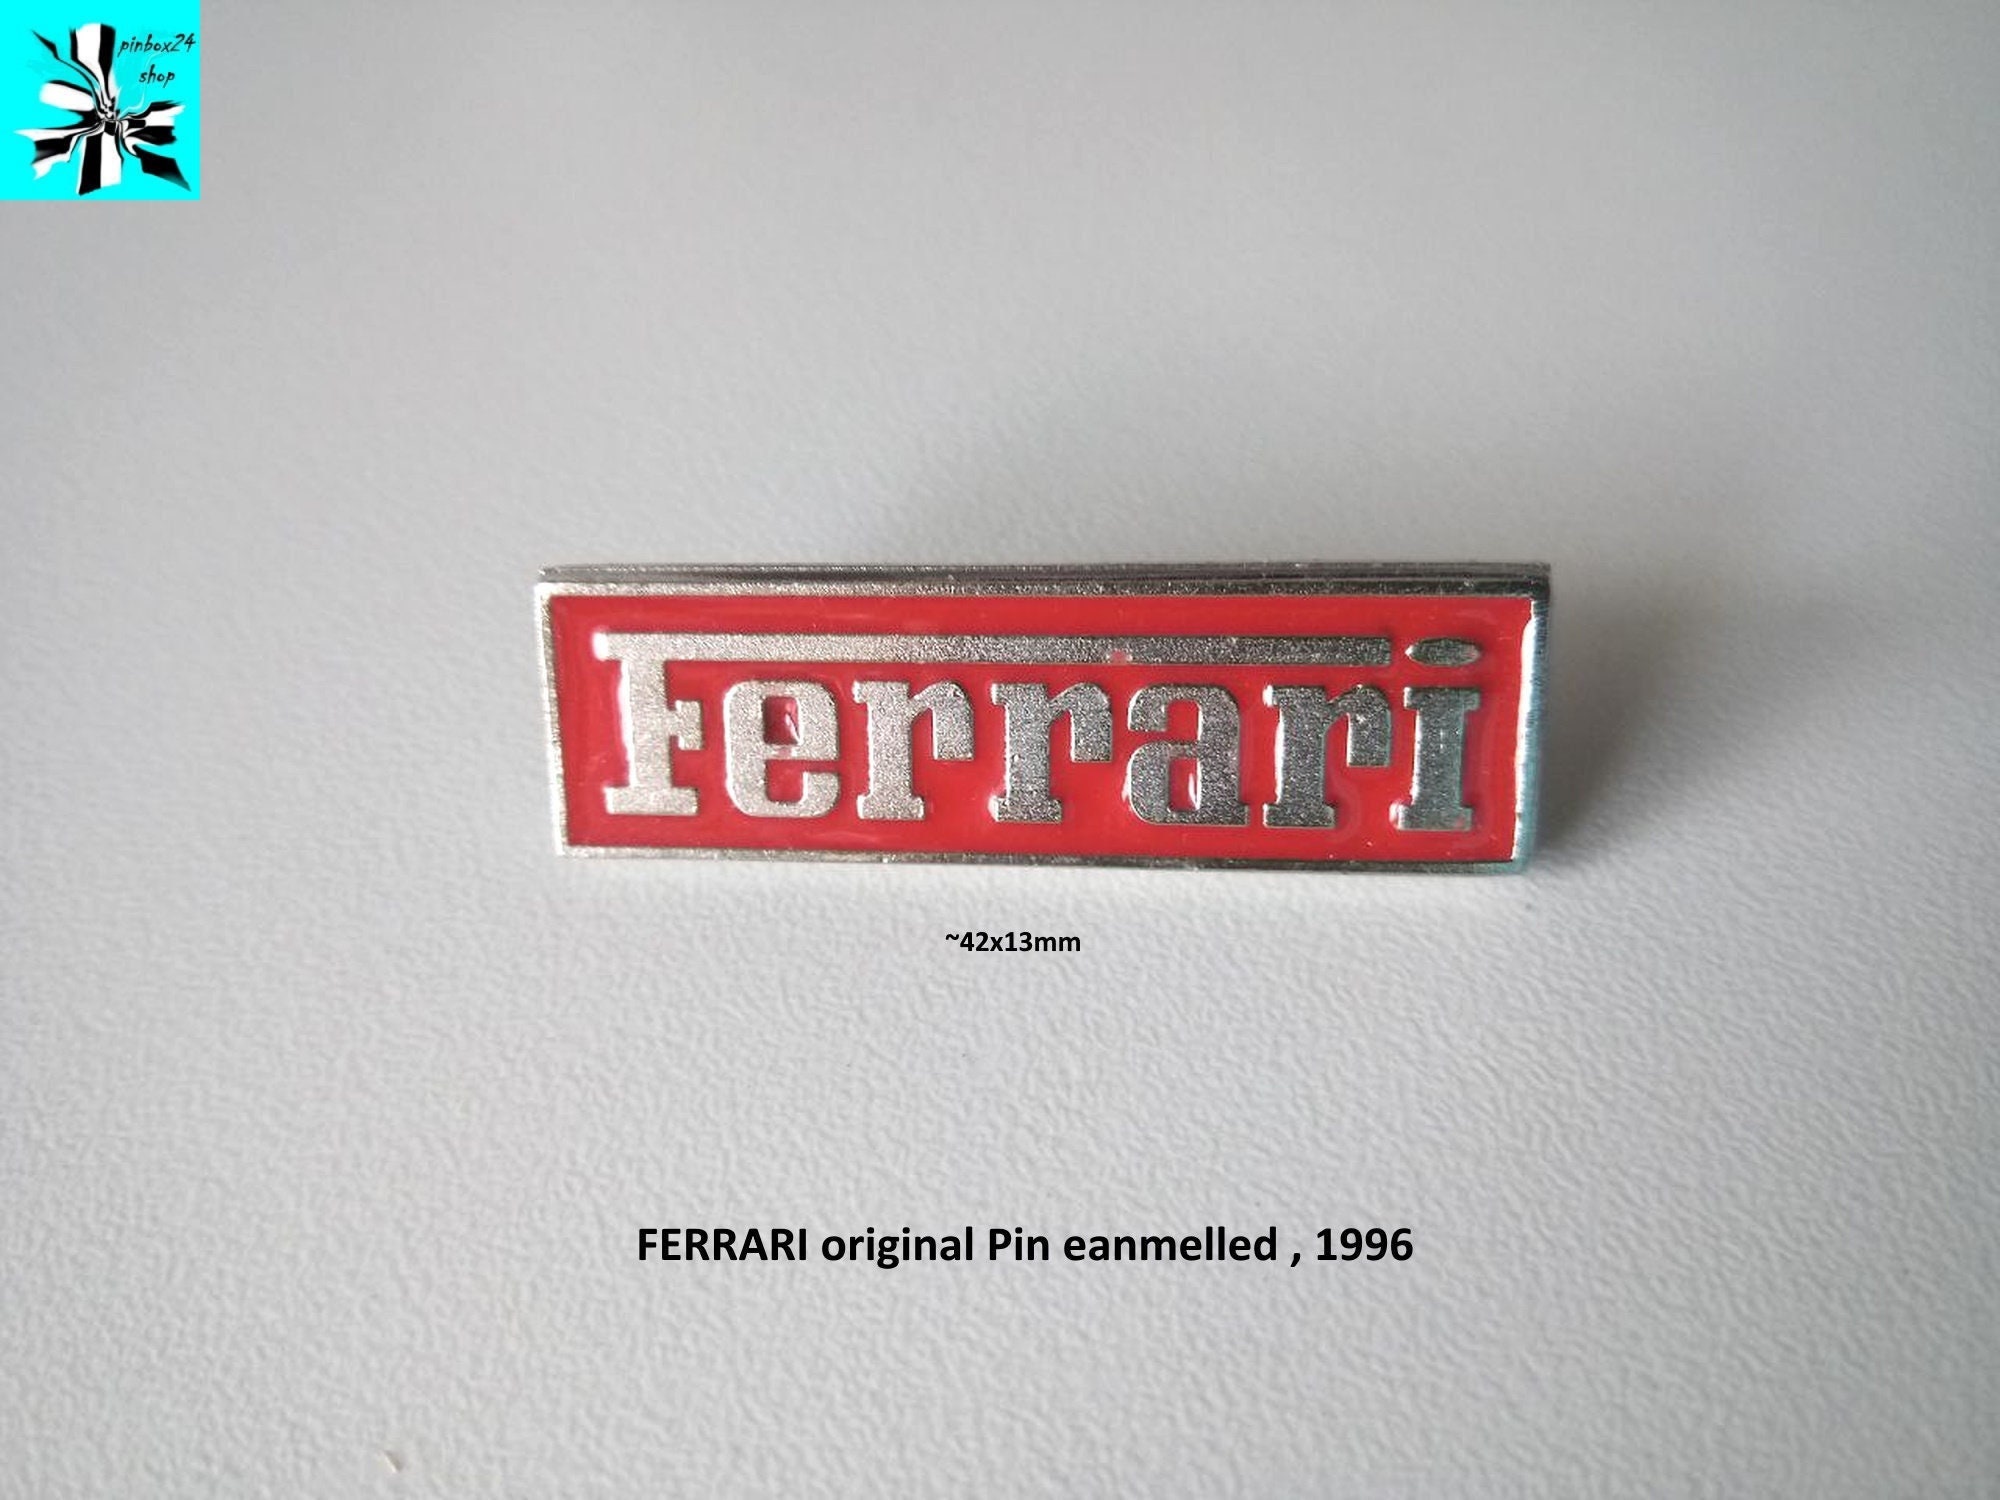 pinbox24
shop
Ferrari
~42x13mm
FERRARI original Pin eanmelled , 1996